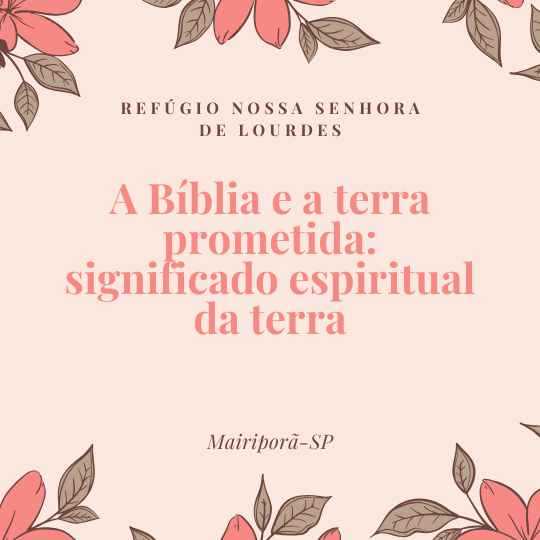 REFÚGIO NOSSA SENHORA
DE LOURDES
A Bíblia e a terra
prometida:
significado espiritual
da terra
Mairiporã-SP